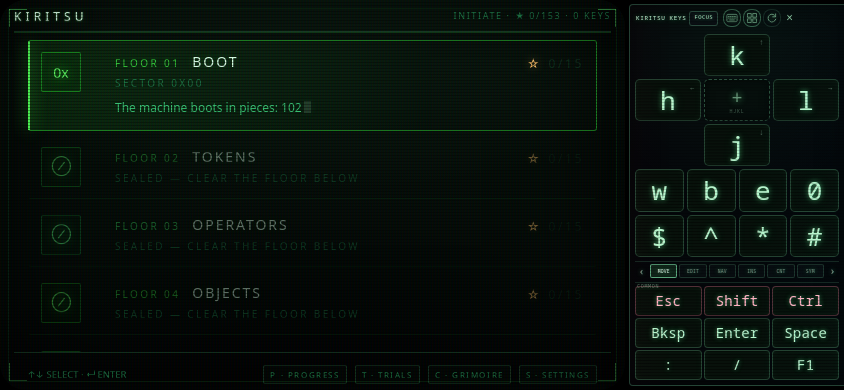 KIRITSU
INITIATE · ★ 0/153 · 0 KEYS
0x
FLOOR 01 BOOT
☆ 0/15
SECTOR 0X00
The machine boots in pieces: 102
FLOOR 02 TOKENS
☆ 0/15
SEALED — CLEAR THE FLOOR BELOW
FLOOR 03 OPERATORS
☆ 0/15
SEALED — CLEAR THE FLOOR BELOW
FLOOR 04 OBJECTS
☆ 0/15
SEALED — CLEAR THE FLOOR BELOW
↑↓ SELECT · ↵ ENTER
P · PROGRESS
T · TRIALS
C · GRIMOIRE
S · SETTINGS
KIRITSU KEYS
FOCUS
×
k
h
+
HJKL
l
j
w b e 0
$ ^ * #
‹ MOVE EDIT NAV INS CNT SYM ›
COMMON
Esc Shift Ctrl
Bksp Enter Space
: / F1